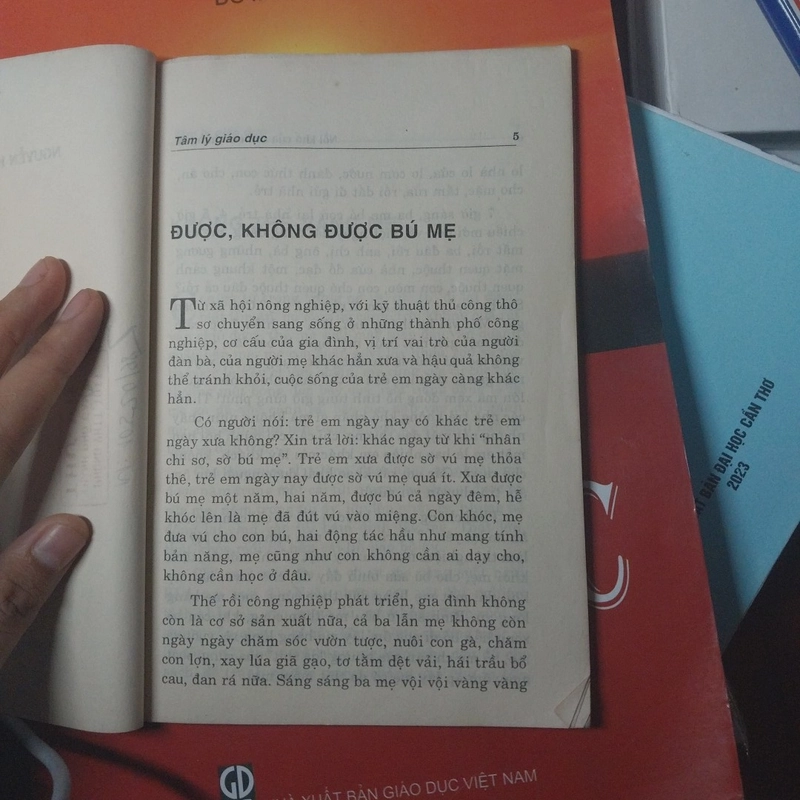 Tâm lý giáo dục 5
ĐƯỢC, KHÔNG ĐƯỢC BÚ MẸ
Từ xã hội nông nghiệp, với kỹ thuật thủ công thô
sơ chuyển sang sống ở những thành phố công
nghiệp, cơ cấu của gia đình, vị trí vai trò của người
đàn bà, của người mẹ khác hẳn xưa và hậu quả không
thể tránh khỏi, cuộc sống của trẻ em ngày càng khác
hẳn.
Có người nói: trẻ em ngày nay có khác trẻ em
ngày xưa không? Xin trả lời: khác ngay từ khi “nhân
chi sơ, sờ bú mẹ”. Trẻ em xưa được sờ vú mẹ thỏa
thê, trẻ em ngày nay được sờ vú mẹ quá ít. Xưa được
bú mẹ một năm, hai năm, được bú cả ngày đêm, hễ
khóc lên là mẹ đã đút vú vào miệng. Con khóc, mẹ
đưa vú cho con bú, hai động tác hầu như mang tính
bản năng, mẹ cũng như con không cần ai dạy cho,
không cần học ở đâu.
Thế rồi công nghiệp phát triển, gia đình không
còn là cơ sở sản xuất nữa, cả ba lẫn mẹ không còn
ngày ngày chăm sóc vườn tược, nuôi con gà, chăm
con lợn, xay lúa giã gạo, tơ tằm dệt vải, hái trầu bổ
cau, đan rá nữa. Sáng sáng ba mẹ vội vội vàng vàng
C
BẢN ĐẠI HỌC CẦN THƠ
2023
GD
XUẤT BẢN GIÁO DỤC VIỆT NAM